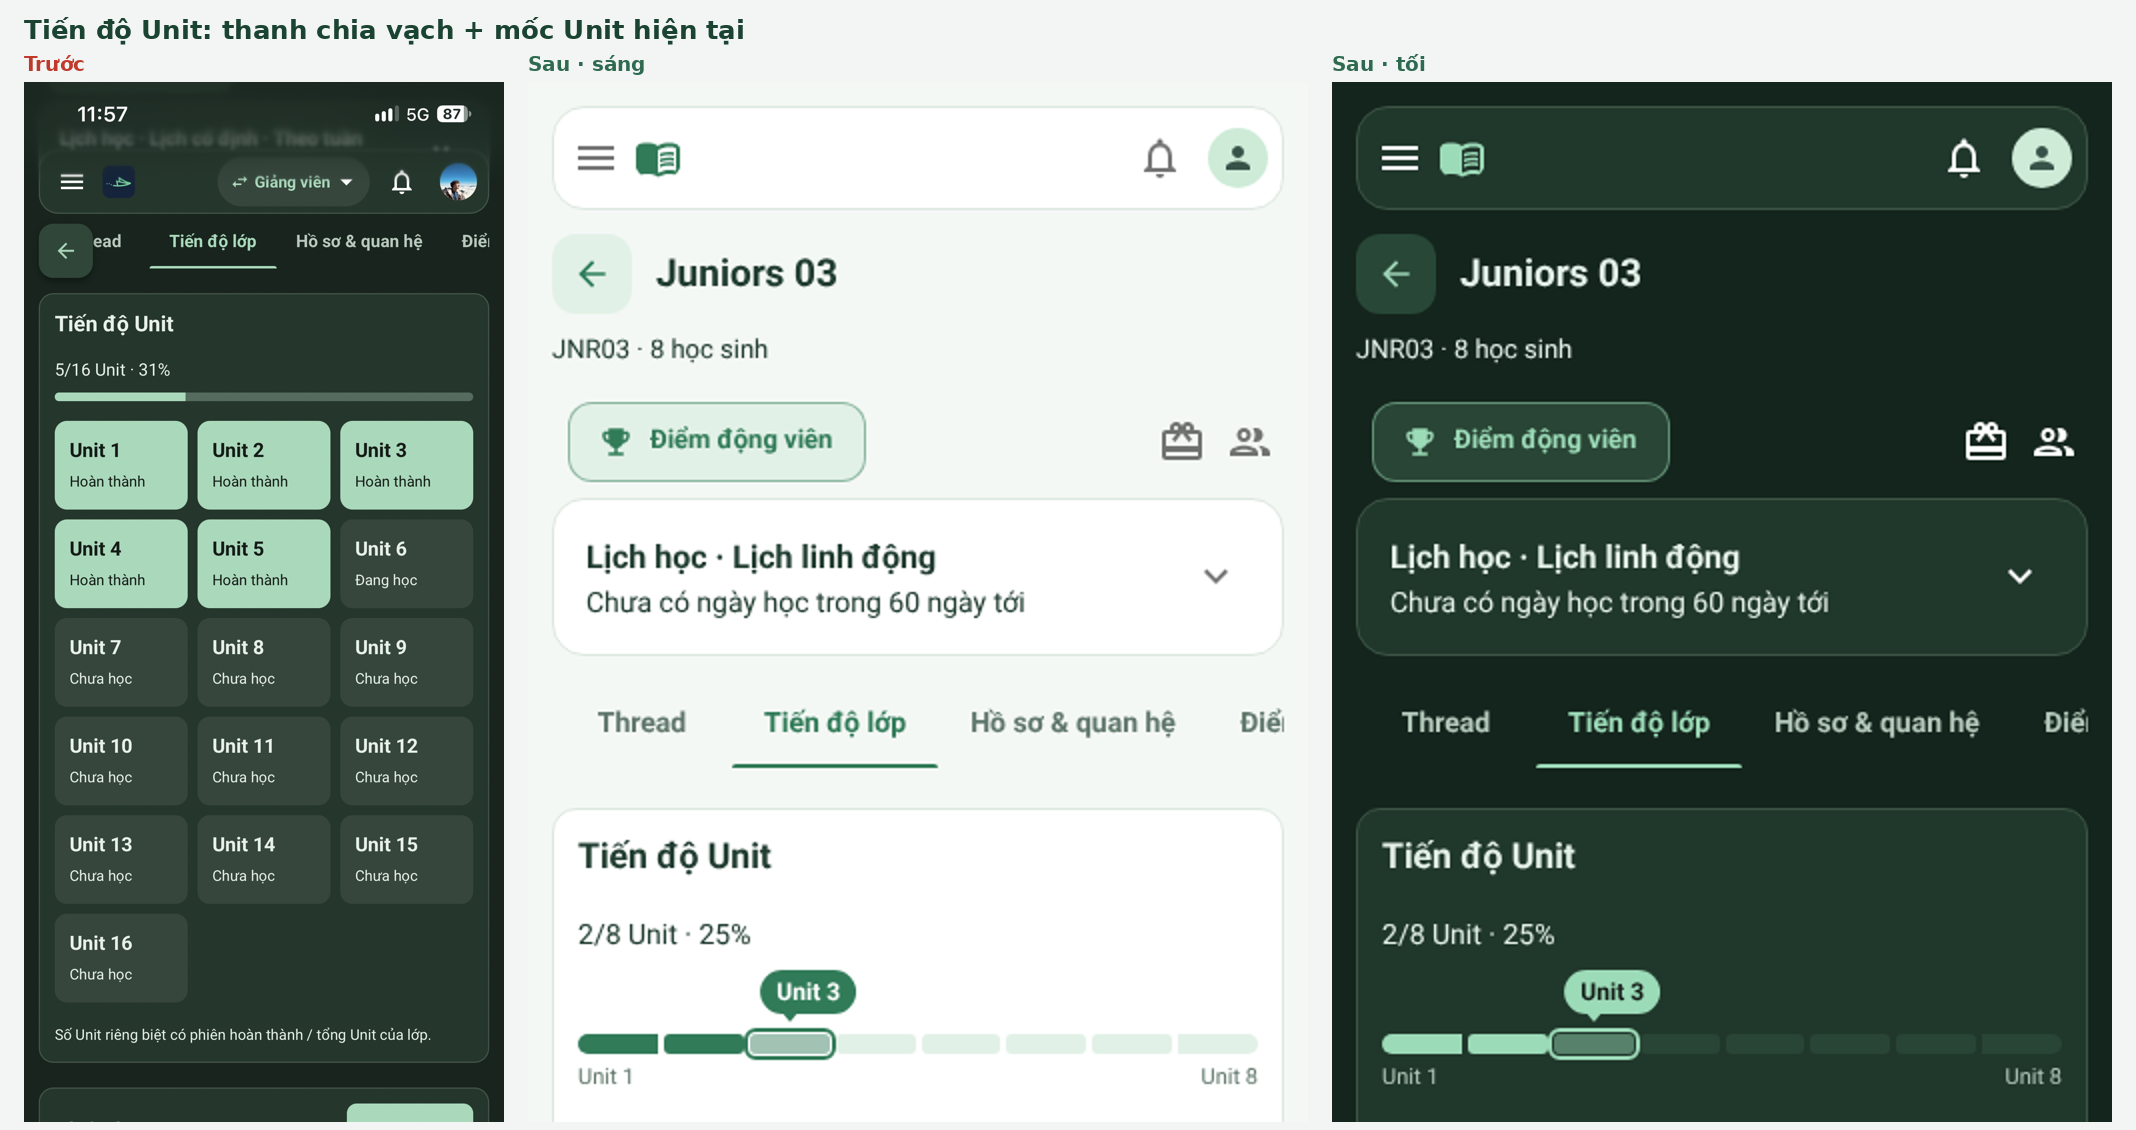 Tiến độ Unit: thanh chia vạch + mốc Unit hiện tại
Trước
11:57
5G 87
Lịch học · Lịch cố định · Theo tuần
Giảng viên
ead Tiến độ lớp Hồ sơ & quan hệ Điể
Tiến độ Unit
5/16 Unit · 31%
Unit 1 Unit 2 Unit 3
Hoàn thành Hoàn thành Hoàn thành
Unit 4 Unit 5 Unit 6
Hoàn thành Hoàn thành Đang học
Unit 7 Unit 8 Unit 9
Chưa học Chưa học Chưa học
Unit 10 Unit 11 Unit 12
Chưa học Chưa học Chưa học
Unit 13 Unit 14 Unit 15
Chưa học Chưa học Chưa học
Unit 16
Chưa học
Số Unit riêng biệt có phiên hoàn thành / tổng Unit của lớp.
Sau · sáng
Juniors 03
JNR03 · 8 học sinh
Điểm động viên
Lịch học · Lịch linh động
Chưa có ngày học trong 60 ngày tới
Thread Tiến độ lớp Hồ sơ & quan hệ Điể
Tiến độ Unit
2/8 Unit · 25%
Unit 3
Unit 1 Unit 8
Sau · tối
Juniors 03
JNR03 · 8 học sinh
Điểm động viên
Lịch học · Lịch linh động
Chưa có ngày học trong 60 ngày tới
Thread Tiến độ lớp Hồ sơ & quan hệ Điể
Tiến độ Unit
2/8 Unit · 25%
Unit 3
Unit 1 Unit 8